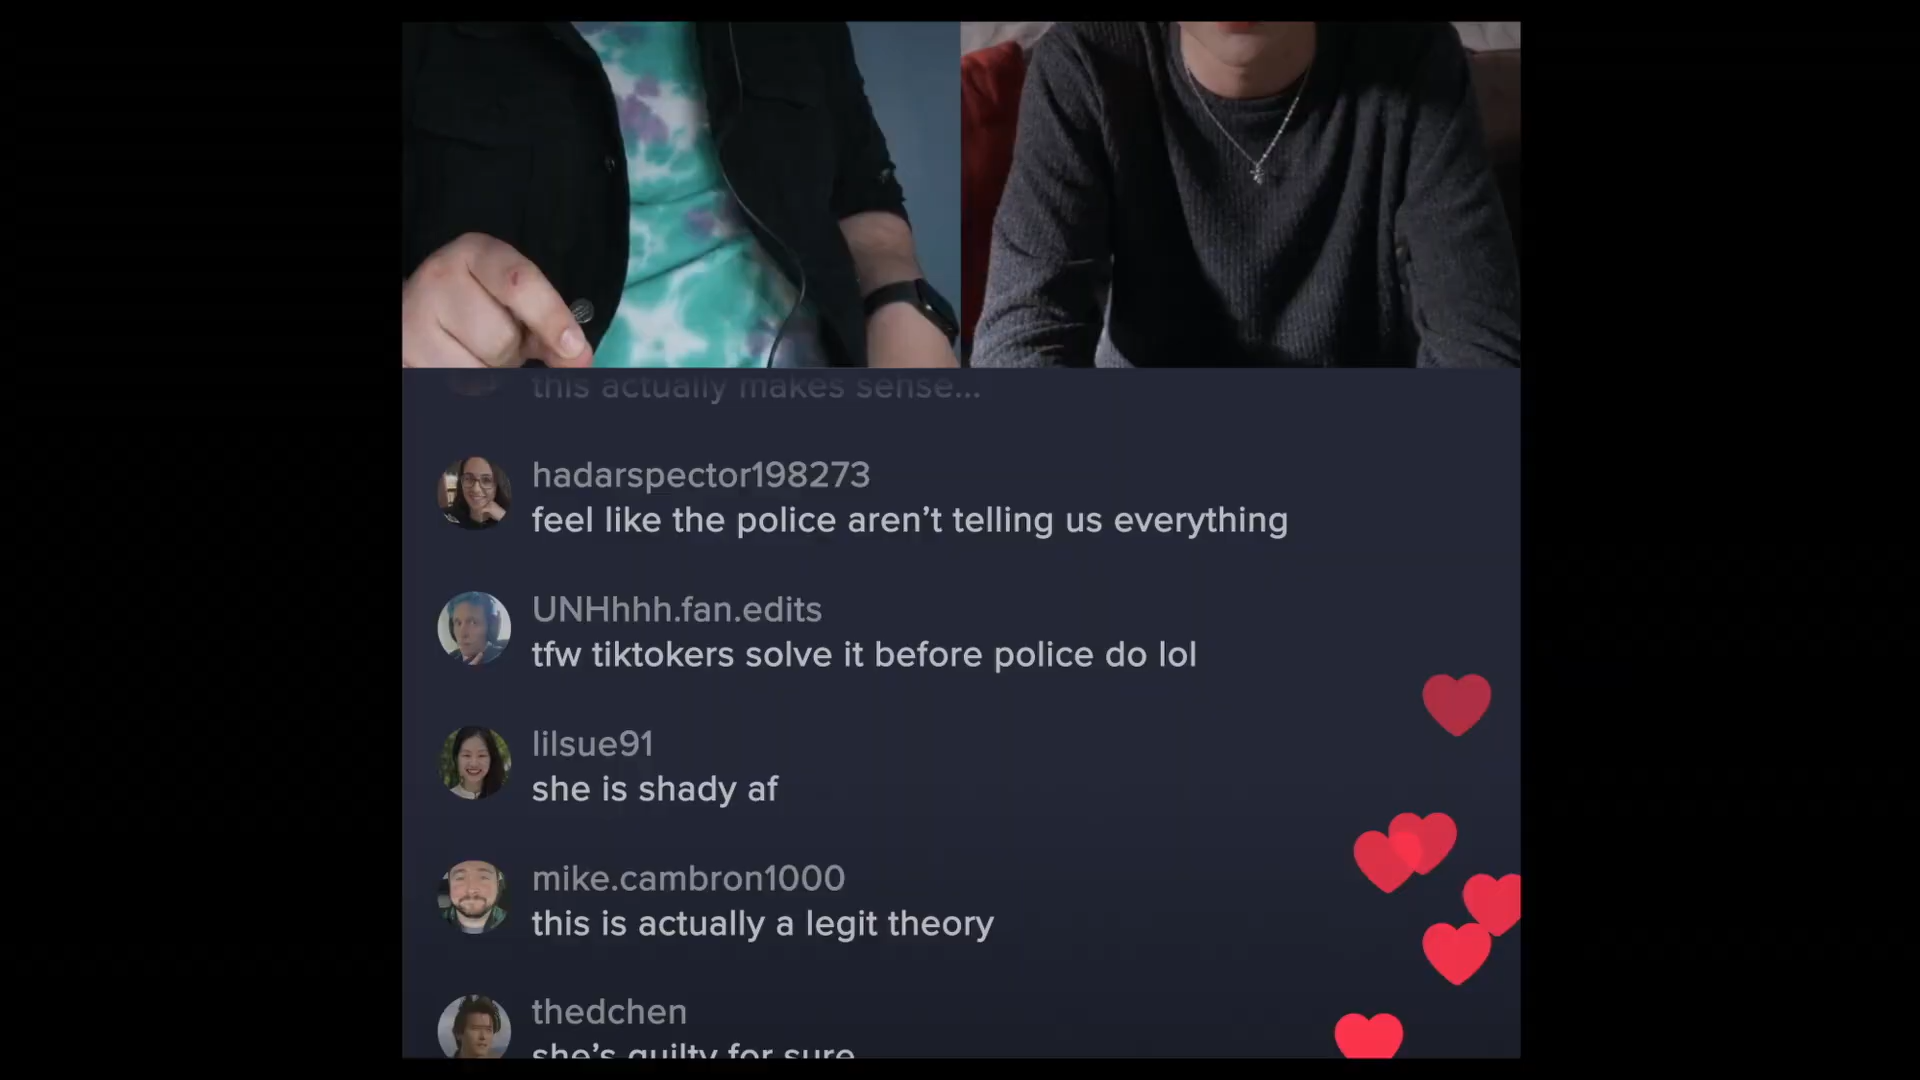 this actually makes sense...
hadarspector198273
feel like the police aren’t telling us everything
UNHhhh.fan.edits
tfw tiktokers solve it before police do lol
lilsue91
she is shady af
mike.cambron1000
this is actually a legit theory
thedchen
she’s guilty for sure